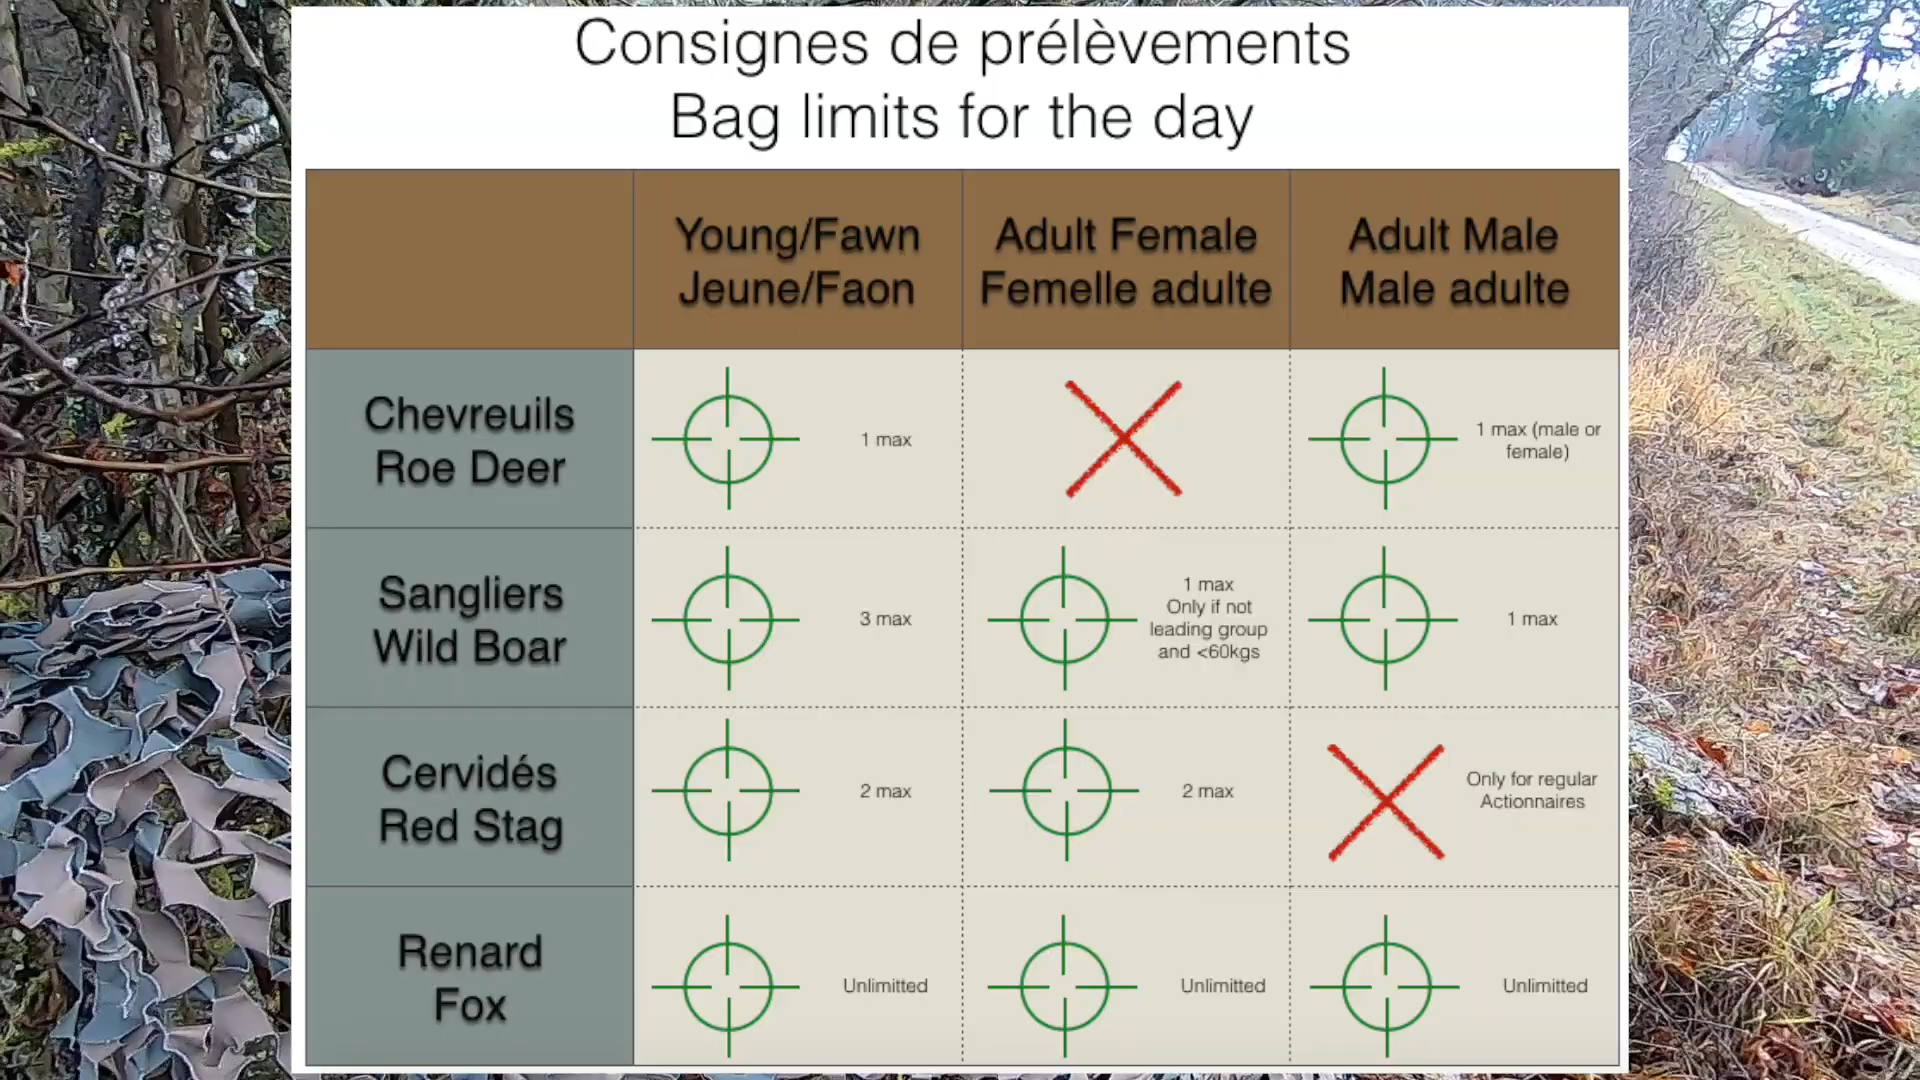 Consignes de prélèvements
Bag limits for the day
Young/Fawn
Jeune/Faon
Adult Female
Femelle adulte
Adult Male
Male adulte
Chevreuils
Roe Deer
1 max
1 max (male or
female)
Sangliers
Wild Boar
3 max
1 max
Only if not
leading group
and <60kgs
1 max
Cervidés
Red Stag
2 max
2 max
Only for regular
Actionnaires
Renard
Fox
Unlimitted
Unlimitted
Unlimitted